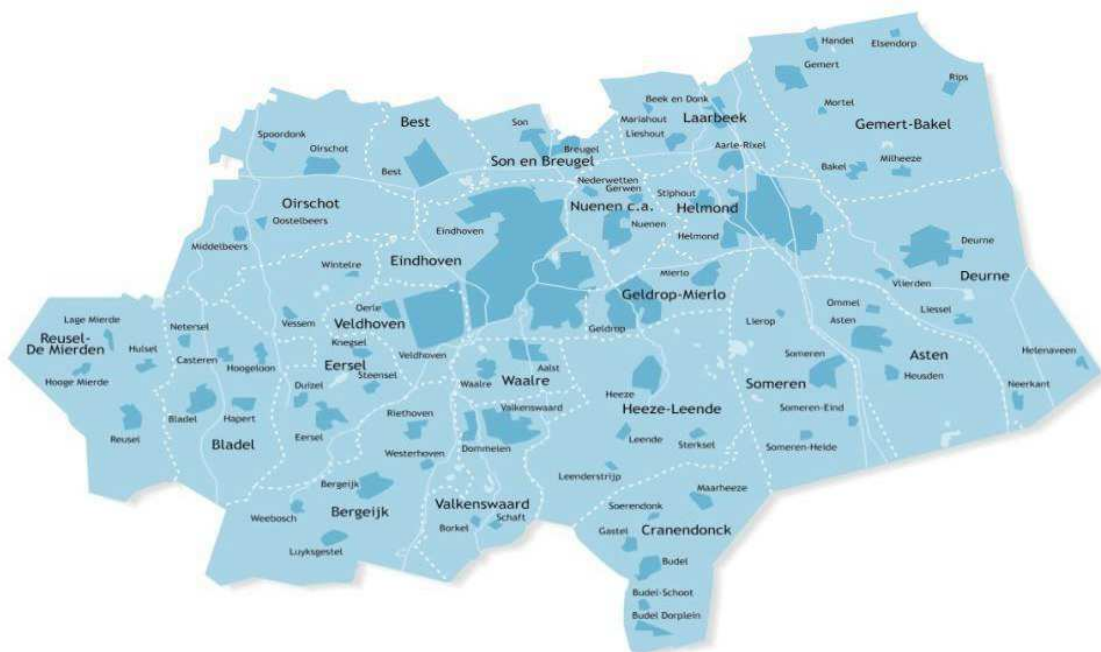 Handel
Elsendorp
Gemert
Rips
Mortel
Gemert-Bakel
Bakel
Milheeze
Beek en Donk
Mariahout
Laarbeek
Lieshout
Aarle-Rixel
Best
Best
Son
Breugel
Son en Breugel
Spoordonk
Oirschot
Oirschot
Oostelbeers
Middelbeers
Nederwetten
Gerwen
Nuenen c.a.
Nuenen
Stiphout
Helmond
Helmond
Eindhoven
Eindhoven
Wintelre
Mierlo
Geldrop-Mierlo
Geldrop
Deurne
Deurne
Vlierden
Liessel
Helenaveen
Neerkant
Ommel
Asten
Asten
Heusden
Lierop
Someren
Someren
Someren-Eind
Someren-Heide
Oerle
Veldhoven
Veldhoven
Vessem
Knegsel
Eersel
Steensel
Duizel
Eersel
Lage Mierde
Reusel-
De Mierden
Hulsel
Hooge Mierde
Reusel
Netersel
Casteren
Hoogeloon
Bladel
Hapert
Bladel
Riethoven
Westerhoven
Bergeijk
Bergeijk
Weebosch
Luyksgestel
Waalre
Waalre
Aalst
Valkenswaard
Dommelen
Valkenswaard
Borkel
Schaft
Heeze
Heeze-Leende
Leende
Sterksel
Leenderstrijp
Maarheeze
Soerendonk
Cranendonck
Gastel
Budel
Budel-Schoot
Budel Dorplein